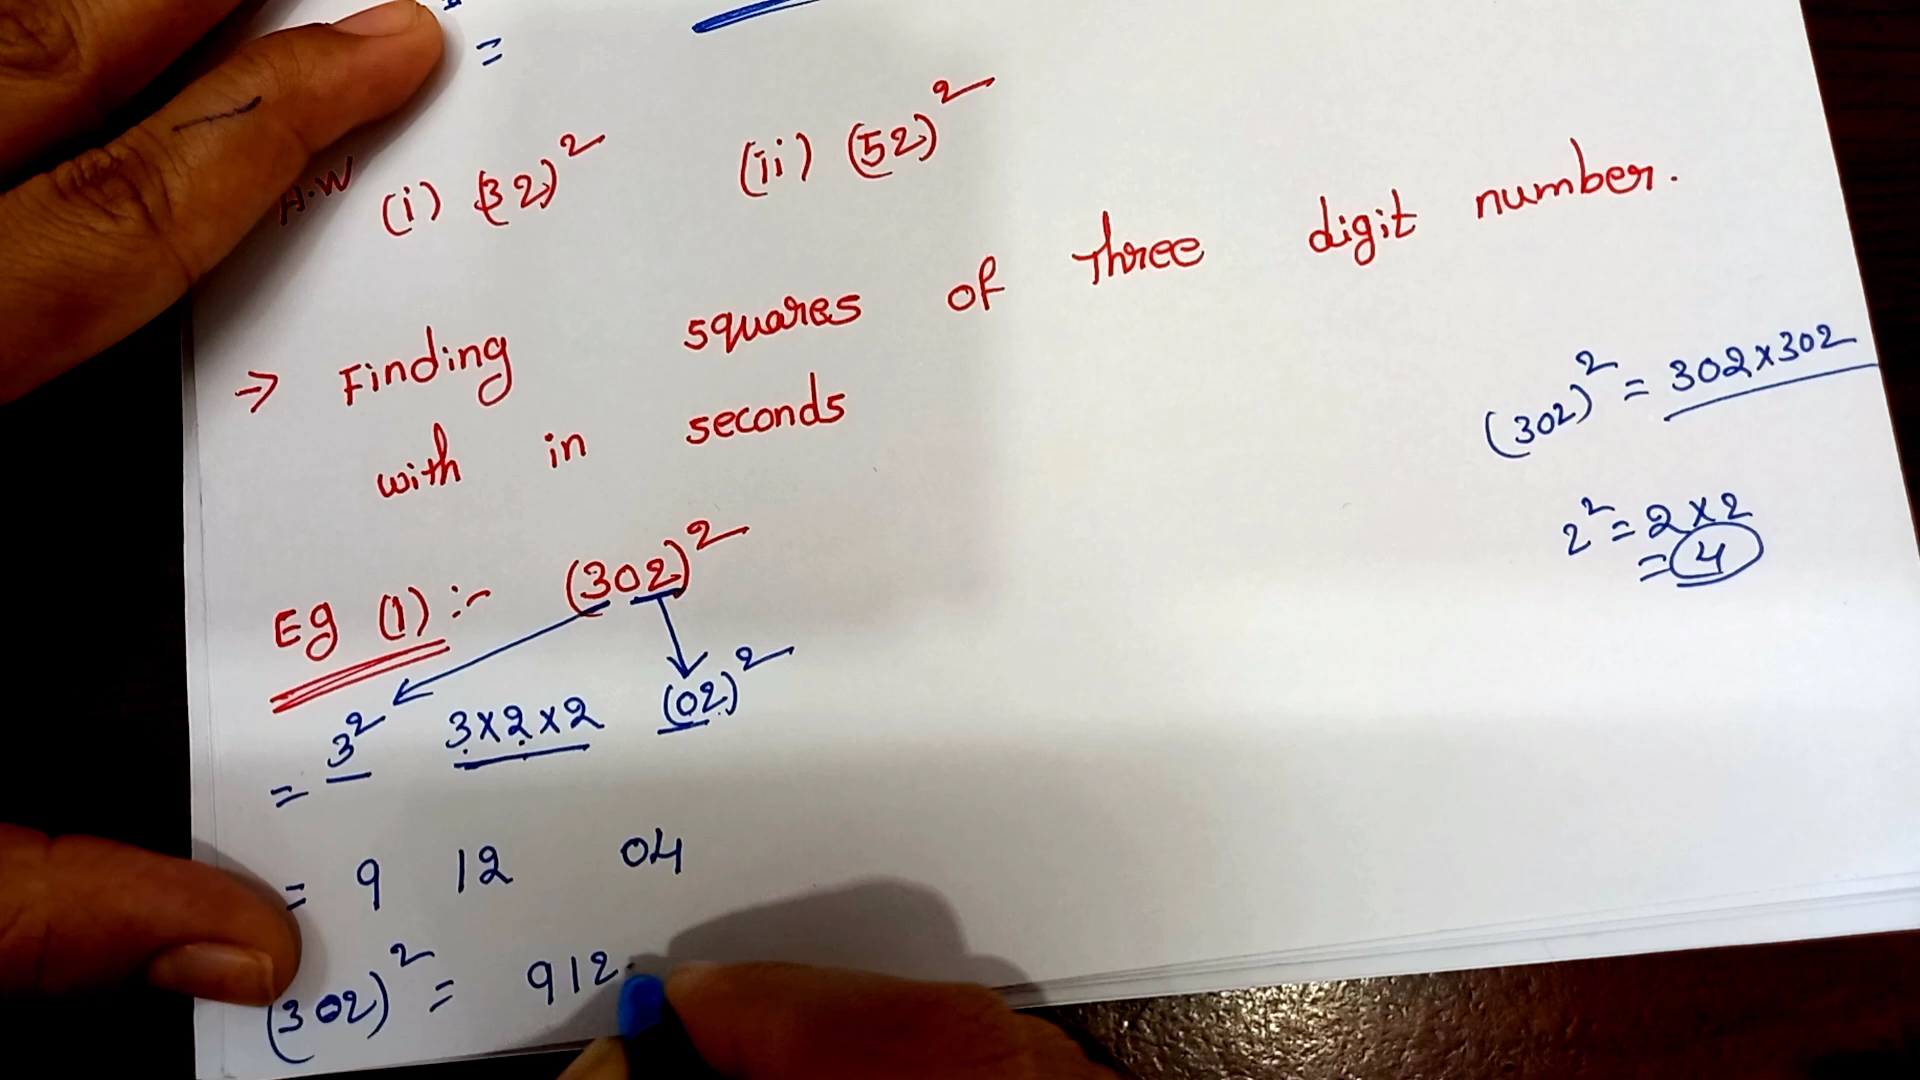 =
H.W (i) (32)² (ii) (52)²
→ Finding squares of three digit number.
with in seconds
(302)² = 302×302
2² = 2×2
= 4
Eg (1) :- (302)²
= 3² 3×2×2 (02)²
= 9 12 04
(302)² = 912